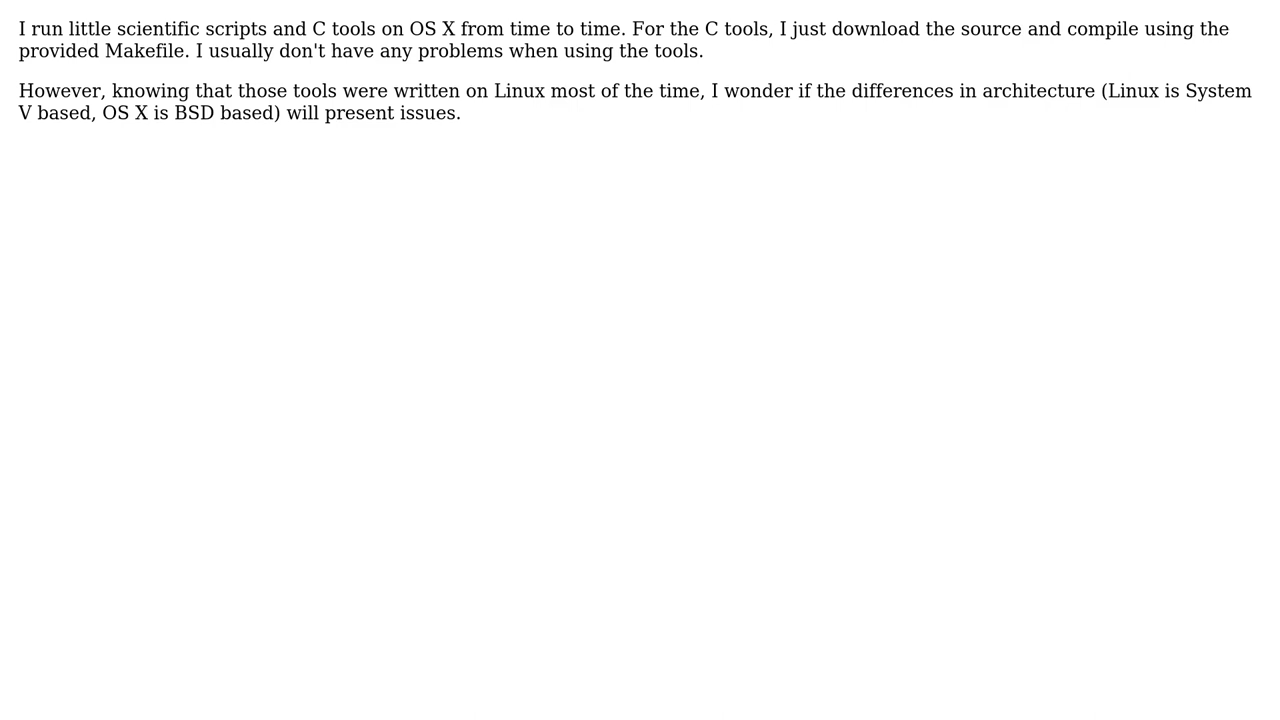 I run little scientific scripts and C tools on OS X from time to time. For the C tools, I just download the source and compile using the
provided Makefile. I usually don't have any problems when using the tools.
However, knowing that those tools were written on Linux most of the time, I wonder if the differences in architecture (Linux is System
V based, OS X is BSD based) will present issues.